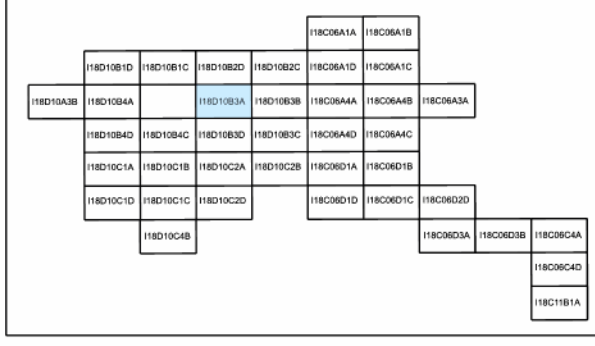 I18C06A1A I18C06A1B
I18D10B1D I18D10B1C I18D10B2D I18D10B2C I18C06A1D I18C06A1C
I18D10A3B I18D10B4A I18D10B3A I18D10B3B I18C06A4A I18C06A4B I18C06A3A
I18D10B4D I18D10B4C I18D10B3D I18D10B3C I18C06A4D I18C06A4C
I18D10C1A I18D10C1B I18D10C2A I18D10C2B I18C06D1A I18C06D1B
I18D10C1D I18D10C1C I18D10C2D I18C06D1D I18C06D1C I18C06D2D
I18D10C4B I18C06D3A I18C06D3B I18C06C4A
I18C06C4D
I18C11B1A